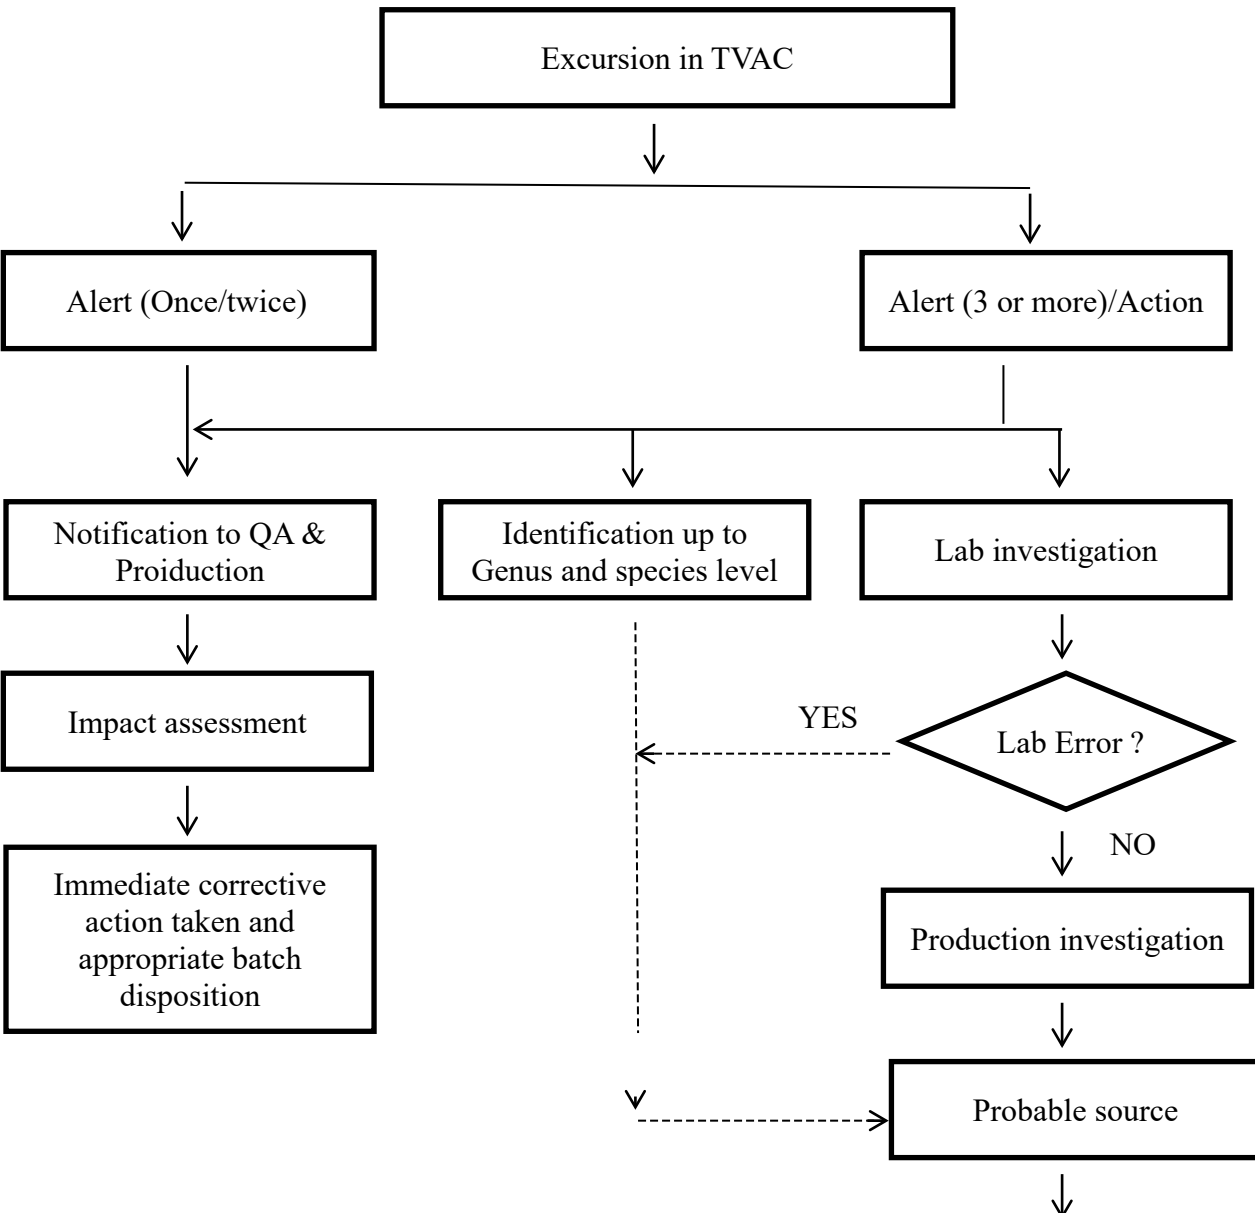 Excursion in TVAC
Alert (Once/twice)
Alert (3 or more)/Action
Notification to QA &
Proiduction
Identification up to
Genus and species level
Lab investigation
Impact assessment
YES
Lab Error ?
NO
Immediate corrective
action taken and
appropriate batch
disposition
Production investigation
Probable source